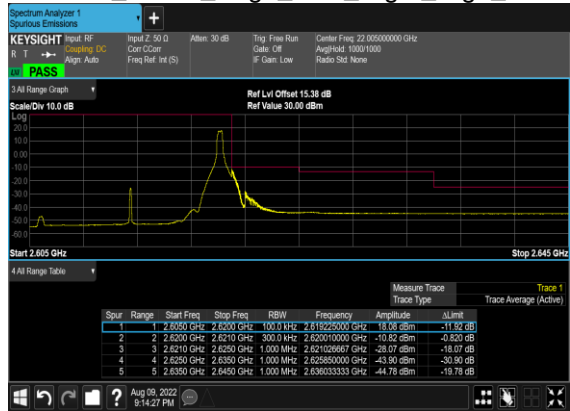 Spectrum Analyzer 1
Spurious Emissions
+
KEYSIGHT Input: RF Input Z: 50 Ω Atten: 30 dB Trig: Free Run Center Freq: 22.005000000 GHz
R T Coupling: DC Corr CCorr Gate: Off Avg|Hold: 1000/1000
Align: Auto Freq Ref: Int (S) IF Gain: Low Radio Std: None
PASS
3 All Range Graph
Ref Lvl Offset 15.38 dB
Scale/Div 10.0 dB Ref Value 30.00 dBm
Log
20.0
10.0
0.00
-10.0
-20.0
-30.0
-40.0
-50.0
-60.0
Start 2.605 GHz Stop 2.645 GHz
4 All Range Table
Measure Trace Trace 1
Trace Type Trace Average (Active)
Spur Range Start Freq Stop Freq RBW Frequency Amplitude ΔLimit
1 1 2.6050 GHz 2.6200 GHz 100.0 kHz 2.619225000 GHz 18.08 dBm -11.92 dB
2 2 2.6200 GHz 2.6210 GHz 300.0 kHz 2.620010000 GHz -10.82 dBm -0.820 dB
3 3 2.6210 GHz 2.6250 GHz 1.000 MHz 2.621026667 GHz -28.07 dBm -18.07 dB
4 4 2.6250 GHz 2.6350 GHz 1.000 MHz 2.625850000 GHz -43.90 dBm -30.90 dB
5 5 2.6350 GHz 2.6450 GHz 1.000 MHz 2.636033333 GHz -44.78 dBm -19.78 dB
? Aug 09, 2022
9:14:27 PM